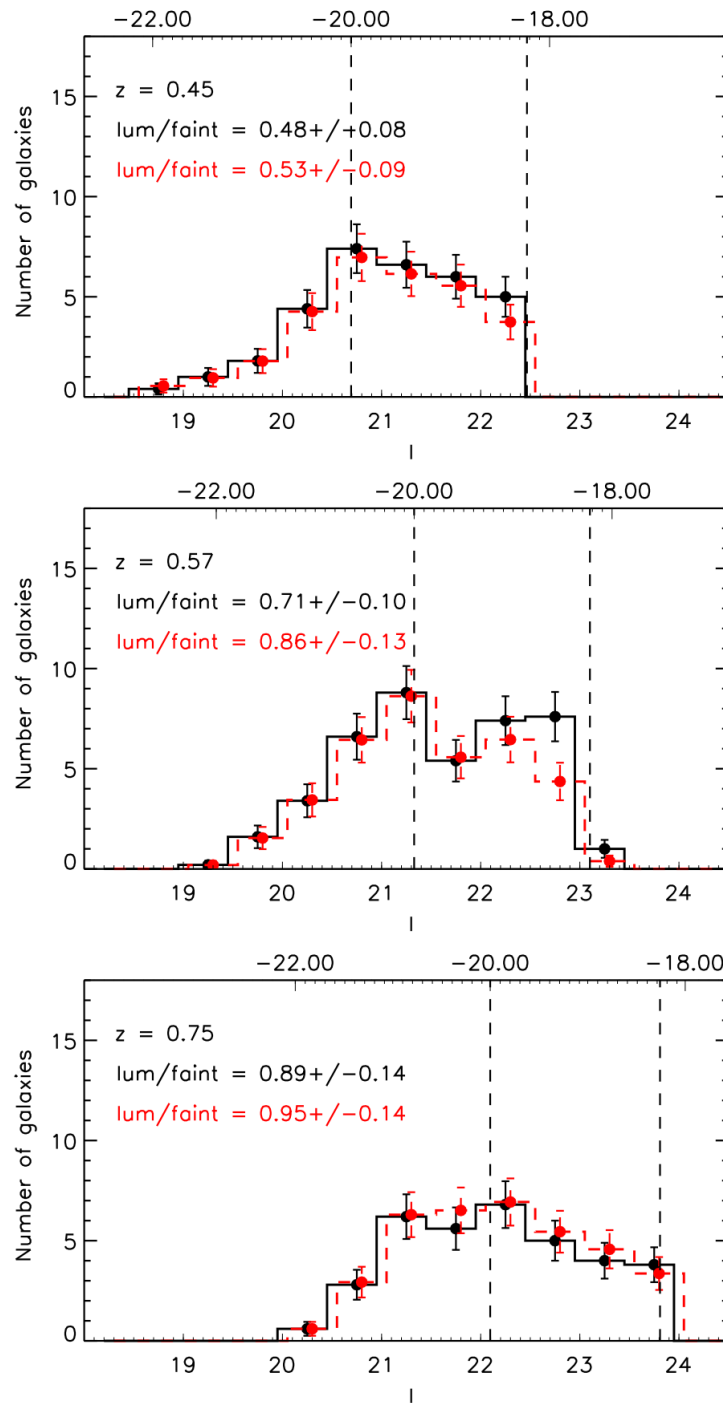 −22.00 −20.00 −18.00
15
z = 0.45
lum/faint = 0.48+/−0.08
lum/faint = 0.53+/−0.09
10
Number of galaxies
5
0
19 20 21 22 23 24
I
−22.00 −20.00 −18.00
15
z = 0.57
lum/faint = 0.71+/−0.10
lum/faint = 0.86+/−0.13
10
Number of galaxies
5
0
19 20 21 22 23 24
I
−22.00 −20.00 −18.00
15
z = 0.75
lum/faint = 0.89+/−0.14
lum/faint = 0.95+/−0.14
10
Number of galaxies
5
0
19 20 21 22 23 24
I